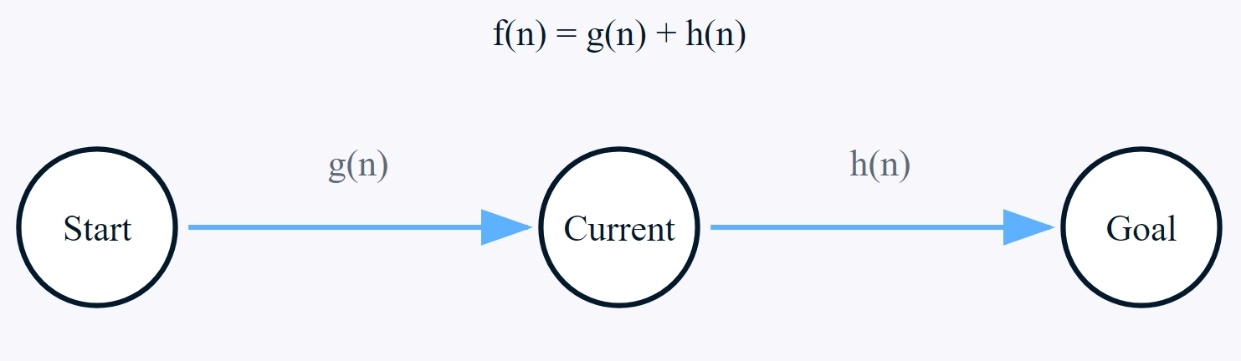 f(n) = g(n) + h(n)
g(n)
h(n)
Start
Current
Goal